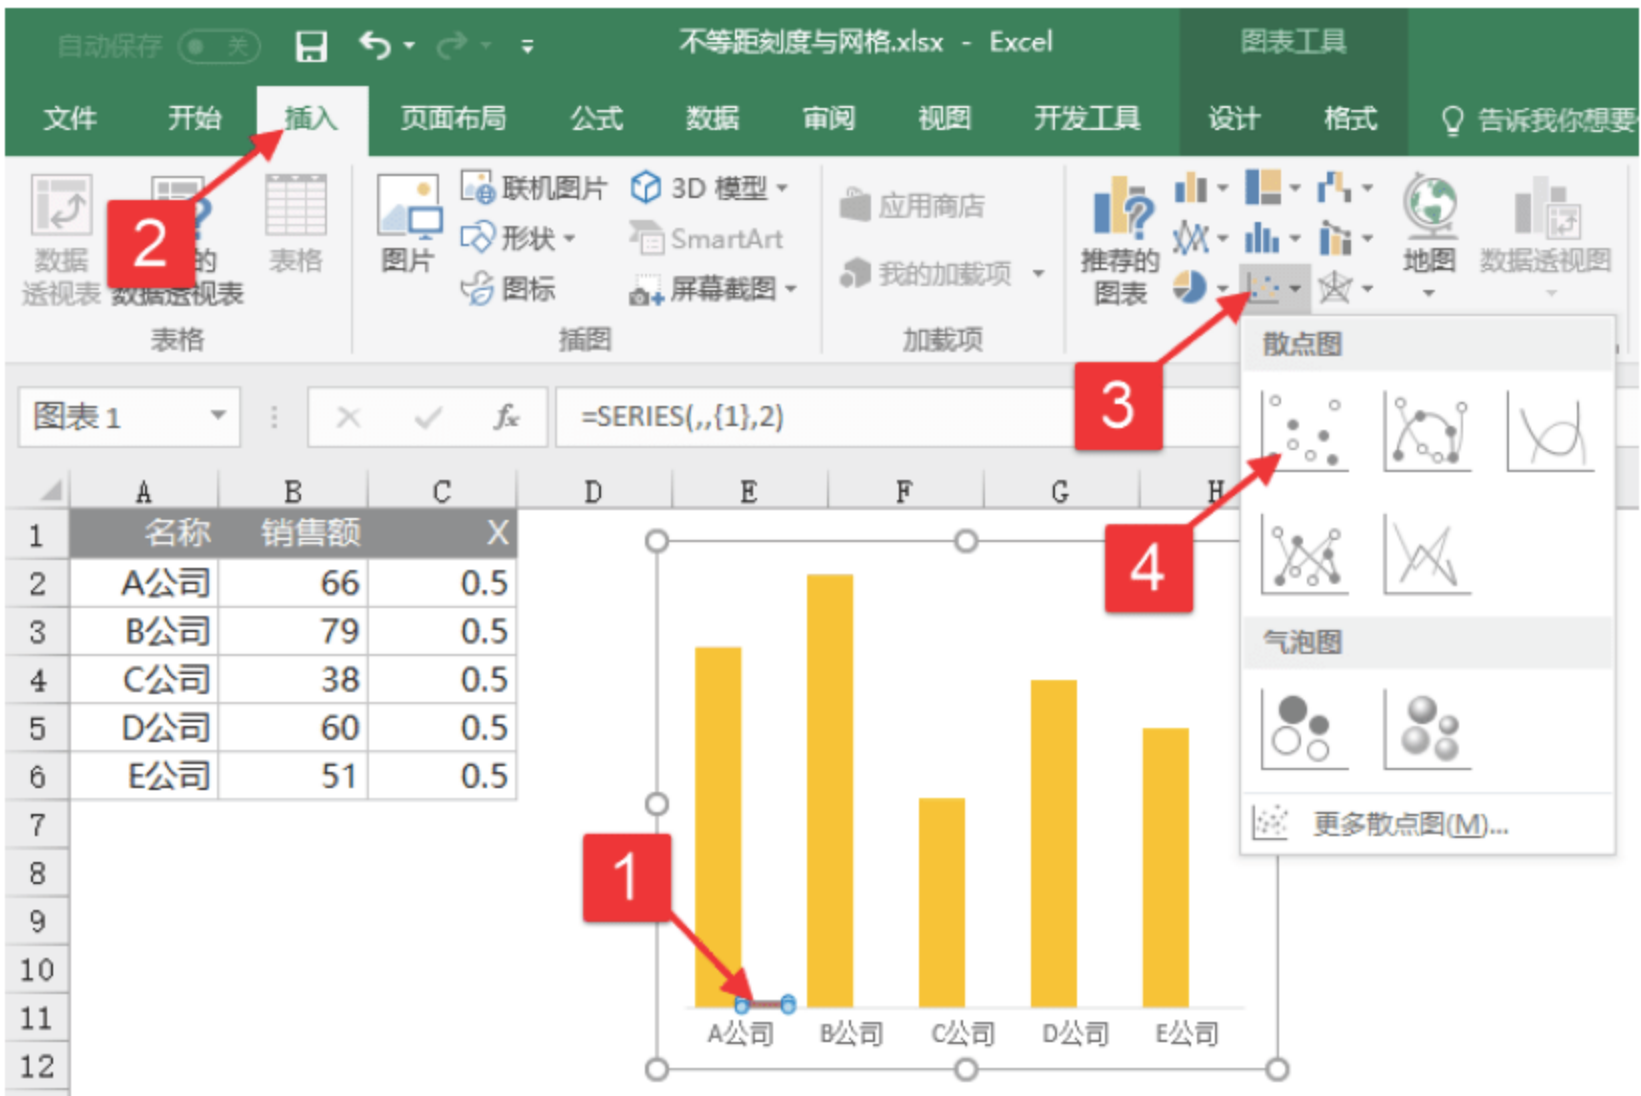 自动保存 关 不等距刻度与网格.xlsx - Excel 图表工具
文件 开始 插入 页面布局 公式 数据 审阅 视图 开发工具 设计 格式 告诉我你想要
数据
透视表
的
数据透视表
表格
表格
图片
联机图片
形状
图标
3D 模型
SmartArt
屏幕截图
插图
应用商店
我的加载项
加载项
推荐的
图表
地图
数据透视图
2
3
散点图
4
气泡图
更多散点图(M)...
图表 1 fx =SERIES(,,{1},2)
A B C D E F G H
1 名称 销售额 X
2 A公司 66 0.5
3 B公司 79 0.5
4 C公司 38 0.5
5 D公司 60 0.5
6 E公司 51 0.5
7
8
9
10
11
12
1
A公司 B公司 C公司 D公司 E公司